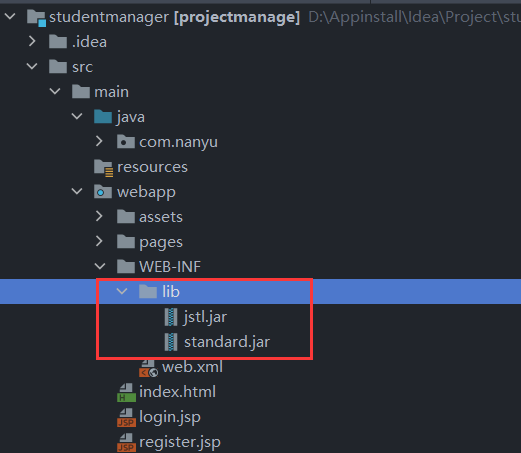 studentmanager [projectmanage] D:\Appinstall\Idea\Project\stu
.idea
src
main
java
com.nanyu
resources
webapp
assets
pages
WEB-INF
lib
jstl.jar
standard.jar
web.xml
index.html
login.jsp
register.jsp